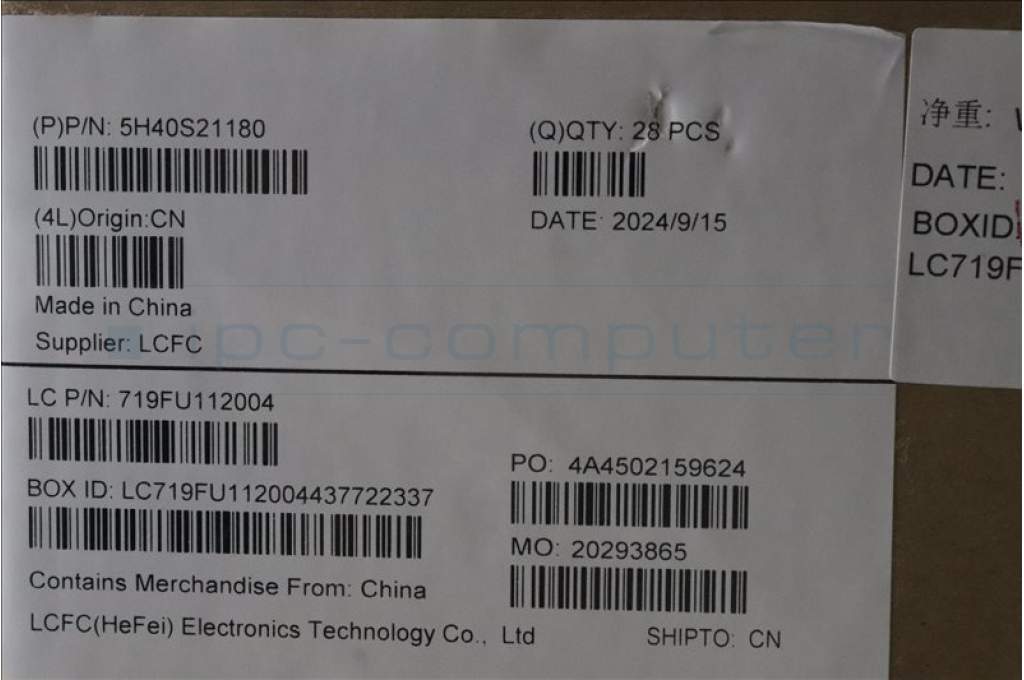 (P)P/N: 5H40S21180
(Q)QTY: 28 PCS
(4L)Origin:CN
DATE: 2024/9/15
Made in China
Supplier: LCFC
LC P/N: 719FU112004
PO: 4A4502159624
BOX ID: LC719FU112004437722337
MO: 20293865
Contains Merchandise From: China
LCFC(HeFei) Electronics Technology Co., Ltd
SHIPTO: CN
净重:
DATE:
BOXID
LC719F
ipc-computer